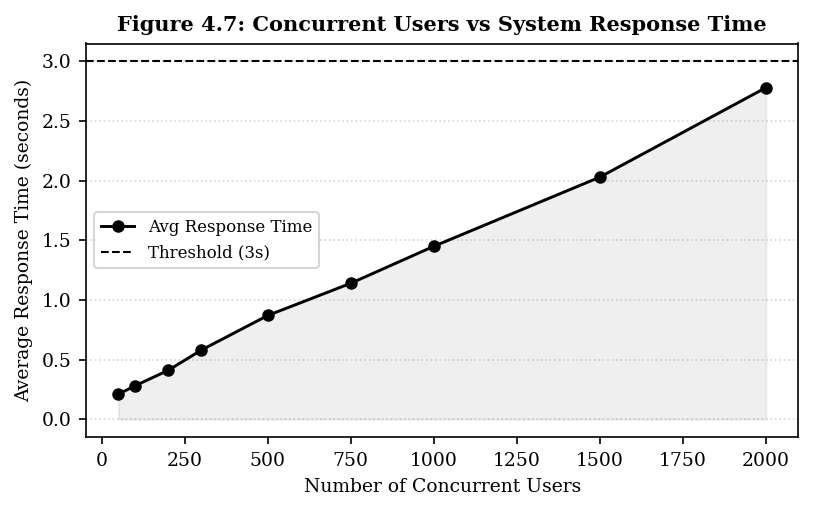 Figure 4.7: Concurrent Users vs System Response Time
3.0
2.5
2.0
1.5
1.0
0.5
0.0
Average Response Time (seconds)
Avg Response Time
Threshold (3s)
0 250 500 750 1000 1250 1500 1750 2000
Number of Concurrent Users